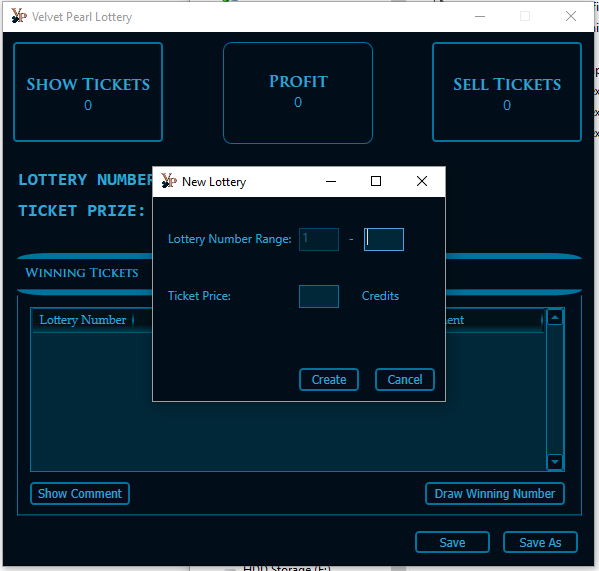 Velvet Pearl Lottery
SHOW TICKETS
0
PROFIT
0
SELL TICKETS
0
LOTTERY NUMBER
TICKET PRIZE:
New Lottery
Lottery Number Range: 1 -
Ticket Price: Credits
Create Cancel
WINNING TICKETS
Lottery Number
Show Comment Draw Winning Number
Save Save As
HDD Storage (F:)